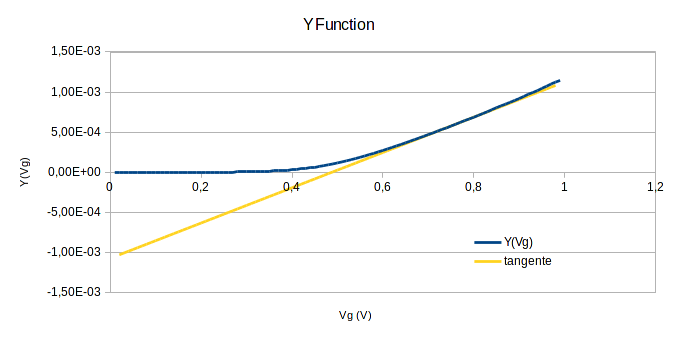 Y Function
1,50E-03
1,00E-03
5,00E-04
0,00E+00
-5,00E-04
-1,00E-03
-1,50E-03
0 0,2 0,4 0,6 0,8 1 1,2
Y(Vg)
Vg (V)
Y(Vg)
tangente